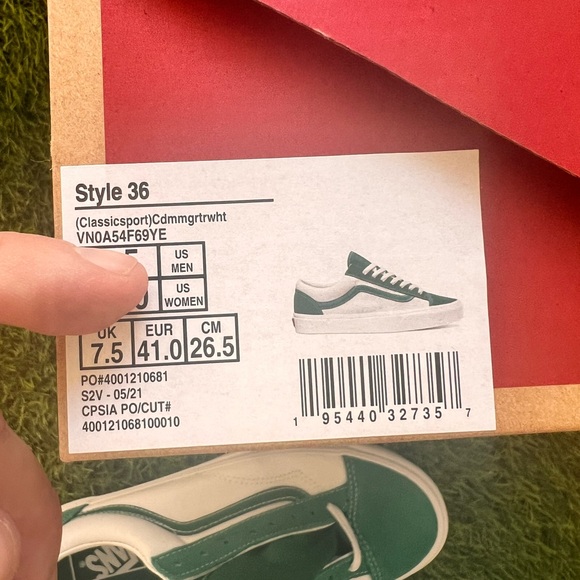 Style 36
(Classicsport)Cdmmgrtrwht
VN0A54F69YE
US MEN
US WOMEN
UK EUR CM
7.5 41.0 26.5
PO#4001210681
S2V - 05/21
CPSIA PO/CUT#
400121068100010
1 95440 32735 7
VANS